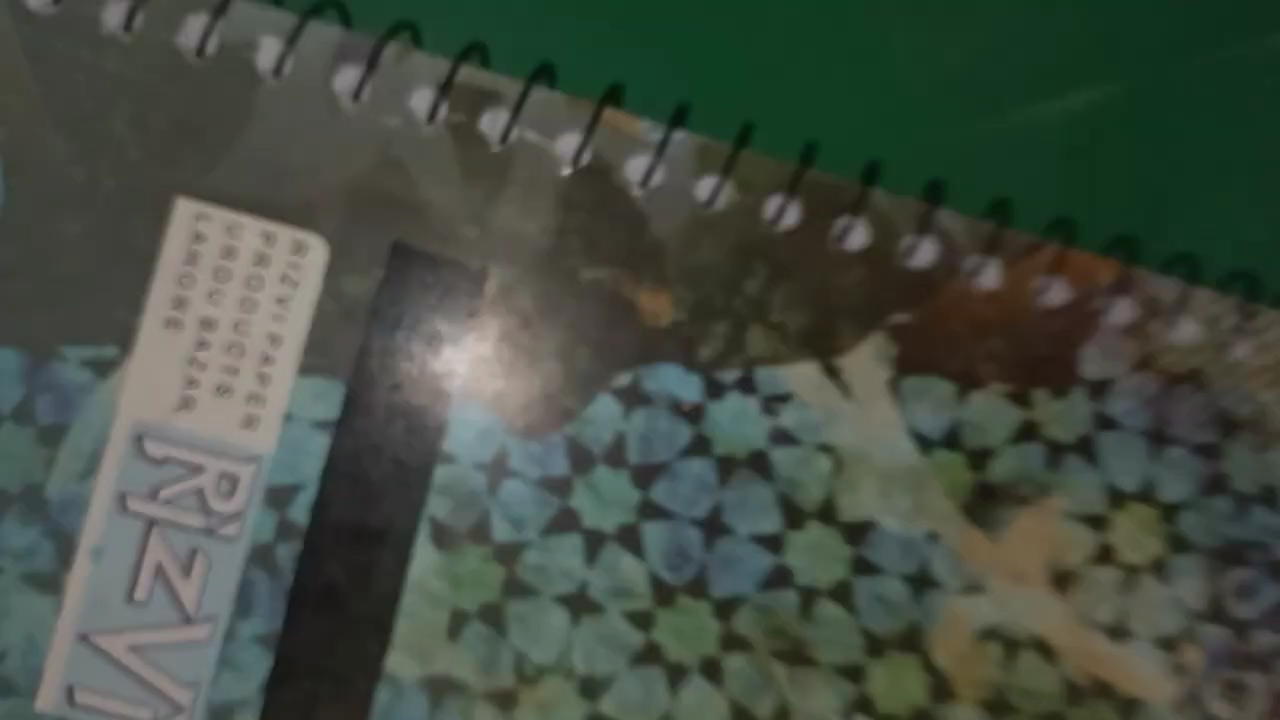 RIZVI PAPER
PRODUCTS
URDU BAZAR
LAHORE
RIZVI